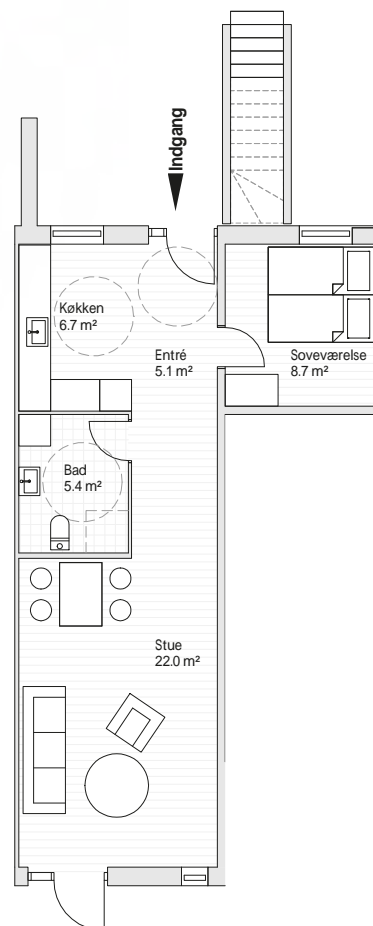 Indgang
Køkken
6.7 m²
Entré
5.1 m²
Soveværelse
8.7 m²
Bad
5.4 m²
Stue
22.0 m²